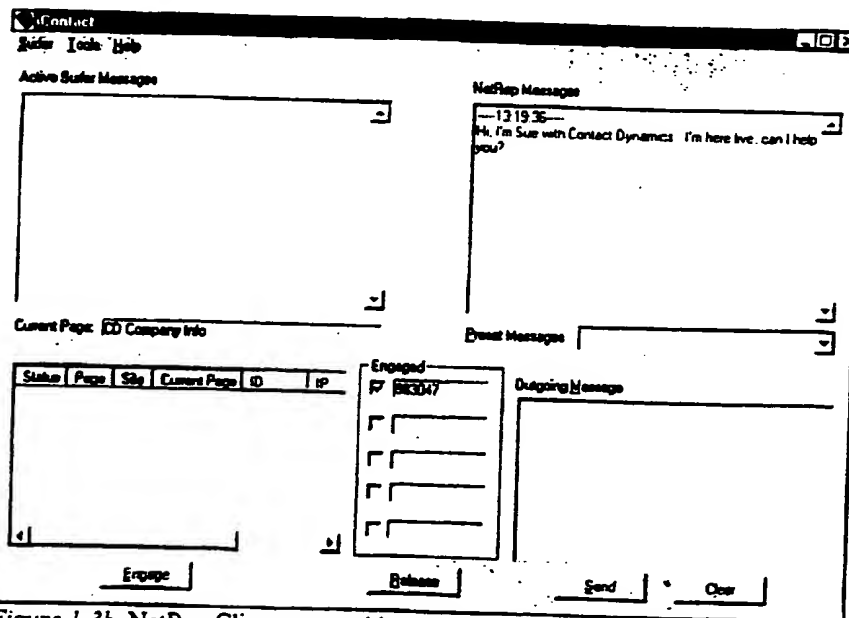 iContact
Surfer Tools Help
Active Surfer Messages
NetRep Messages
----13:19:36----
Hi, I'm Sue with Contact Dynamics. I'm here live, can I help
you?
Current Page: CD Company Info
Preset Messages
Status Page Site Current Page ID IP
Engaged
983047
Outgoing Message
Engage
Release
Send
Clear
Figure 1.3b NetRep